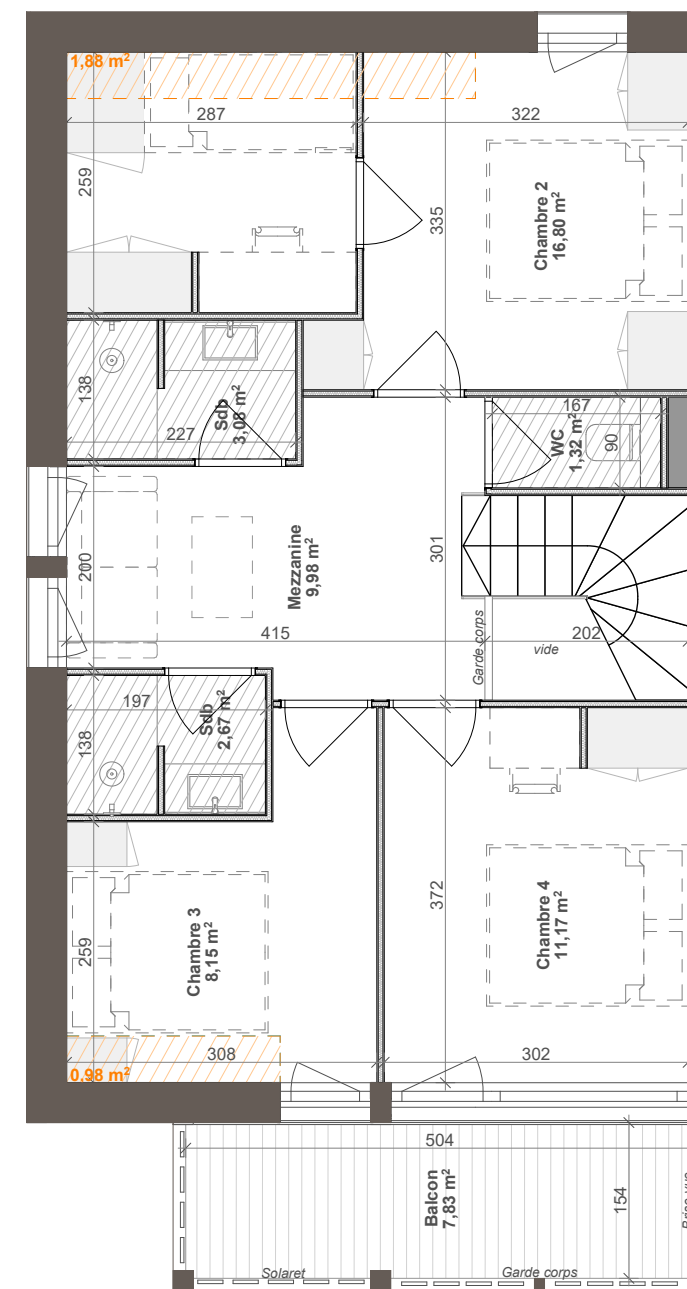 1,88 m²
287
322
259
335
Chambre 2
16,80 m²
138
Sdb
3,08 m²
227
167
WC
1,32 m²
90
200
Mezzanine
9,98 m²
301
415
Garde corps
vide
202
197
Sdb
2,67 m²
138
372
259
Chambre 3
8,15 m²
Chambre 4
11,17 m²
0,98 m²
308
302
504
Balcon
7,83 m²
154
Brise vue
Solaret
Garde corps